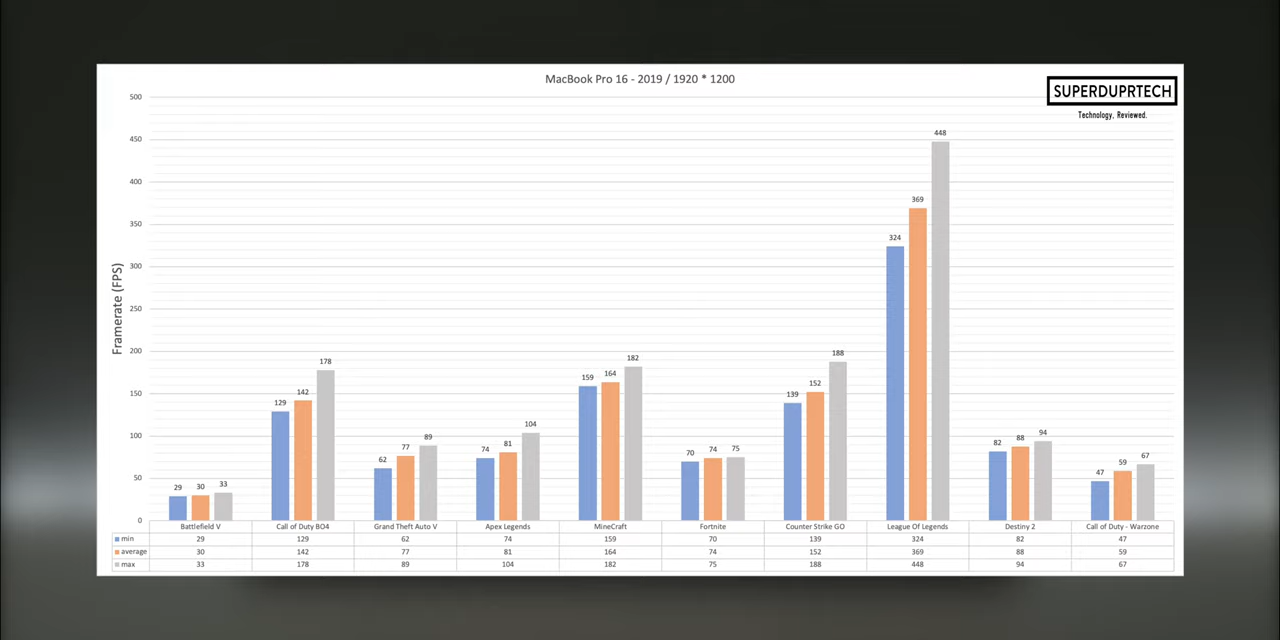 MacBook Pro 16 - 2019 / 1920 * 1200
SUPERDUPRTECH
Technology, Reviewed.
Framerate (FPS)
500
450
400
350
300
250
200
150
100
50
0
29 30 33
129 142 178
62 77 89
74 81 104
159 164 182
70 74 75
139 152 188
324 369 448
82 88 94
47 59 67
Battlefield V Call of Duty BO4 Grand Theft Auto V Apex Legends MineCraft Fortnite Counter Strike GO League Of Legends Destiny 2 Call of Duty - Warzone
min 29 129 62 74 159 70 139 324 82 47
average 30 142 77 81 164 74 152 369 88 59
max 33 178 89 104 182 75 188 448 94 67